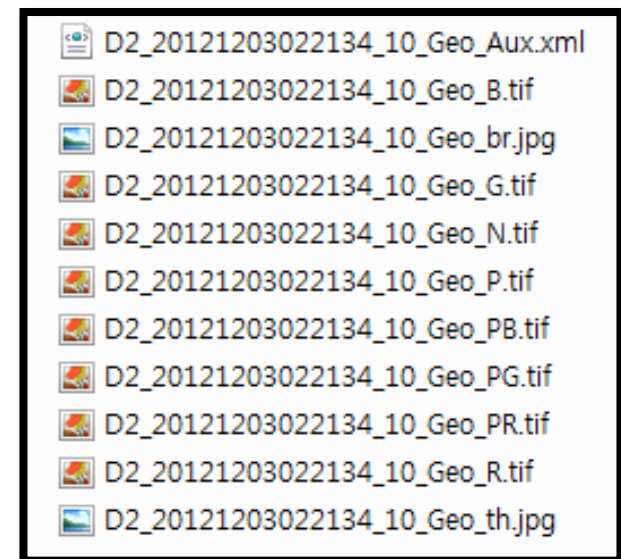 D2_20121203022134_10_Geo_Aux.xml
D2_20121203022134_10_Geo_B.tif
D2_20121203022134_10_Geo_br.jpg
D2_20121203022134_10_Geo_G.tif
D2_20121203022134_10_Geo_N.tif
D2_20121203022134_10_Geo_P.tif
D2_20121203022134_10_Geo_PB.tif
D2_20121203022134_10_Geo_PG.tif
D2_20121203022134_10_Geo_PR.tif
D2_20121203022134_10_Geo_R.tif
D2_20121203022134_10_Geo_th.jpg